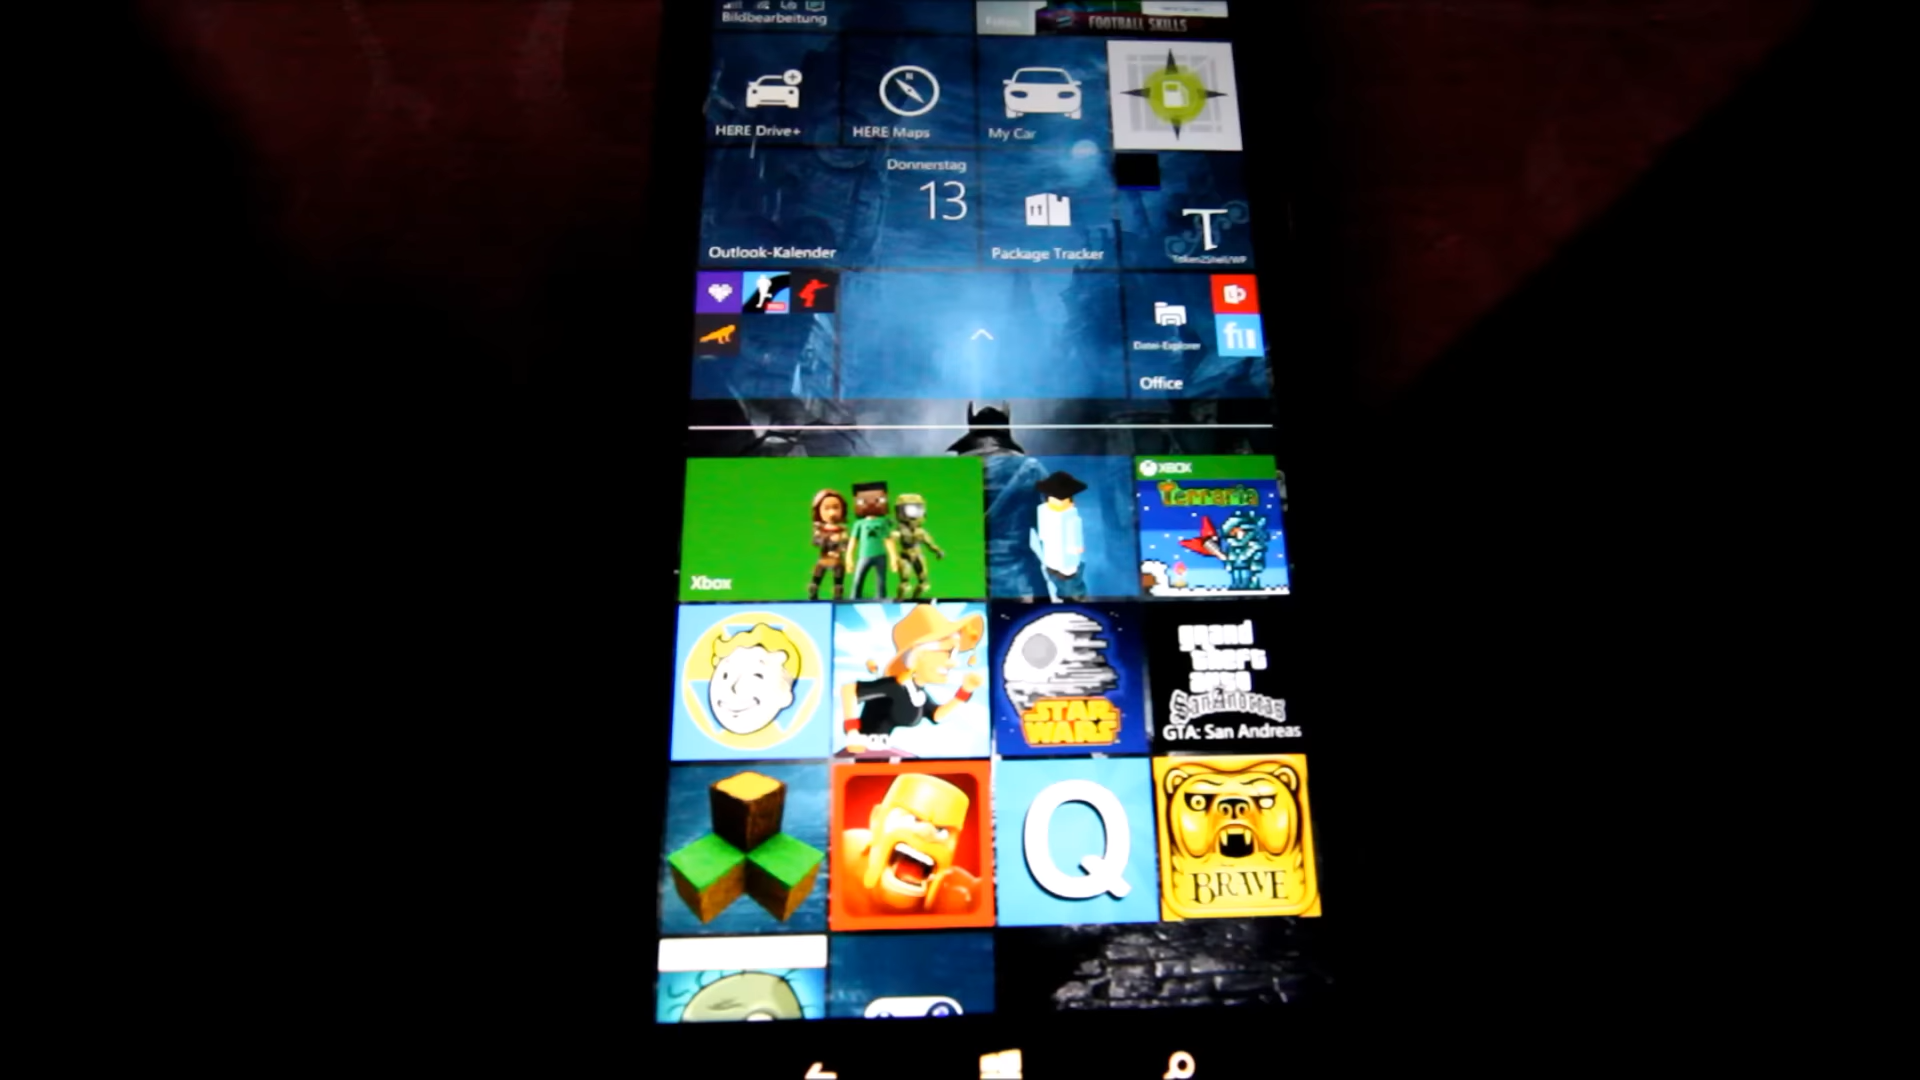 Bildbearbeitung
FOOTBALL SKILLS
HERE Drive+
HERE Maps
My Car
Donnerstag
13
Outlook-Kalender
Package Tracker
T
Datei-Explorer
Office
XBOX
Terraria
Xbox
STAR
WARS
grand
theft
auto
San Andreas
GTA: San Andreas
Q
BRAVE